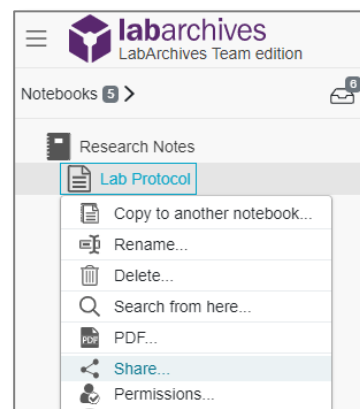 labarchives
LabArchives Team edition
Notebooks 5 >
6
Research Notes
Lab Protocol
Copy to another notebook...
Rename...
Delete...
Search from here...
PDF PDF...
Share...
Permissions...